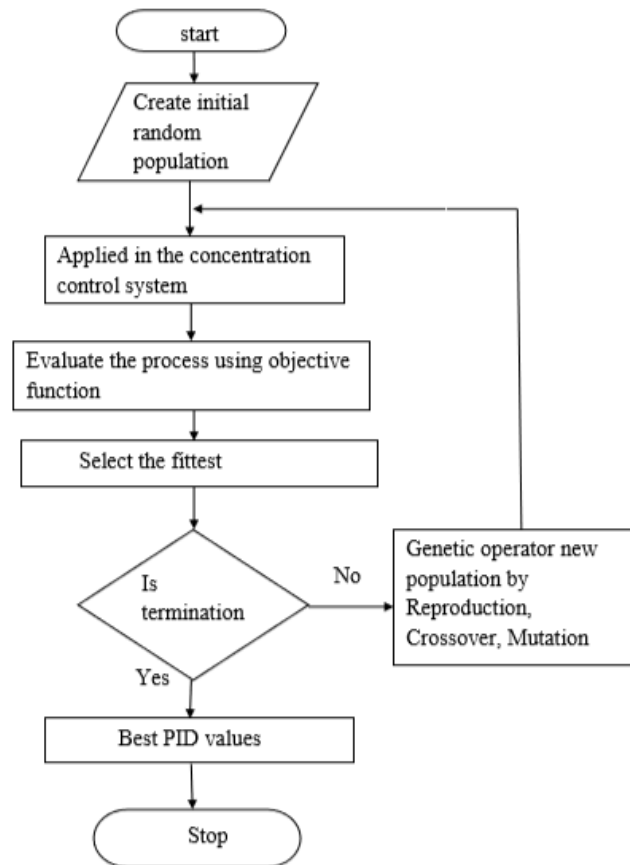 start
Create initial
random
population
Applied in the concentration
control system
Evaluate the process using objective
function
Select the fittest
Is
termination
No
Genetic operator new
population by
Reproduction,
Crossover, Mutation
Yes
Best PID values
Stop